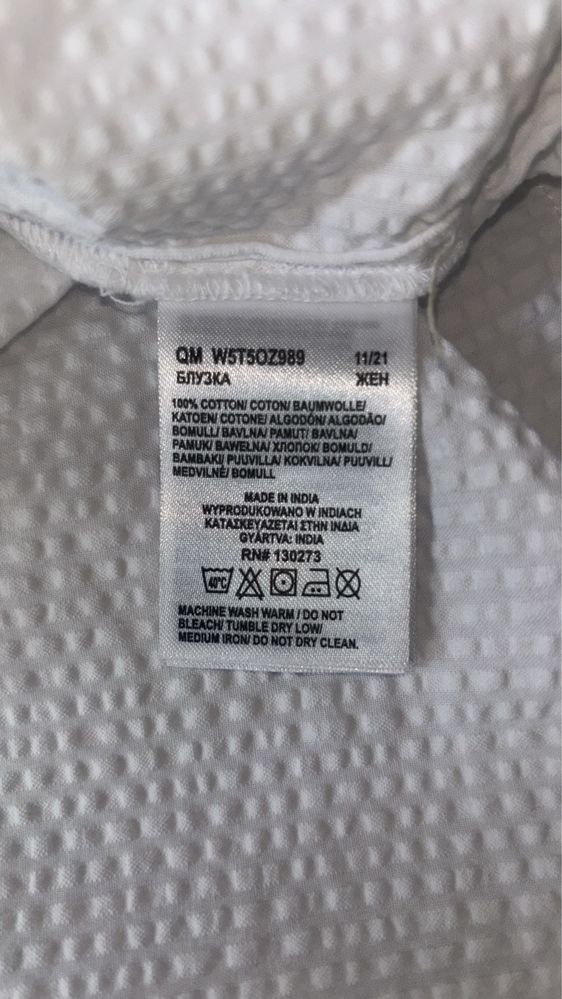 QM W5T5OZ989 11/21
БЛУЗКА ЖЕН
100% COTTON/ COTON/ BAUMWOLLE/
KATOEN/ COTONE/ ALGODÓN/ ALGODÃO/
BOMULL/ BAVLNA/ PAMUT/ BAVLNA/
PAMUK/ BAWEŁNA/ ХЛОПОК/ BOMULD/
BAMBAKI/ PUUVILLA/ KOKVILNA/ PUUVILL/
MEDVILNĖ/ BOMULL
MADE IN INDIA
WYPRODUKOWANO W INDIACH
ΚΑΤΑΣΚΕΥΑΖΕΤΑΙ ΣΤΗΝ ΙΝΔΙΑ
GYÁRTVA: INDIA
RN# 130273
40°C
MACHINE WASH WARM / DO NOT
BLEACH/ TUMBLE DRY LOW/
MEDIUM IRON/ DO NOT DRY CLEAN.